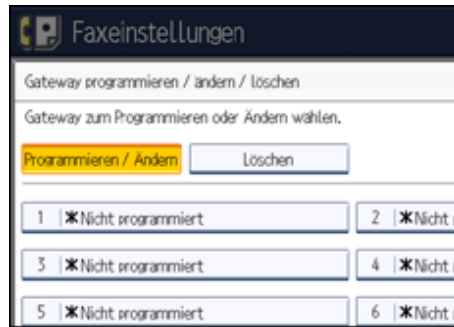 Faxeinstellungen
Gateway programmieren / ändern / löschen
Gateway zum Programmieren oder Ändern wählen.
Programmieren / Ändern Löschen
1 ✱Nicht programmiert 2 ✱Nicht
3 ✱Nicht programmiert 4 ✱Nicht
5 ✱Nicht programmiert 6 ✱Nicht